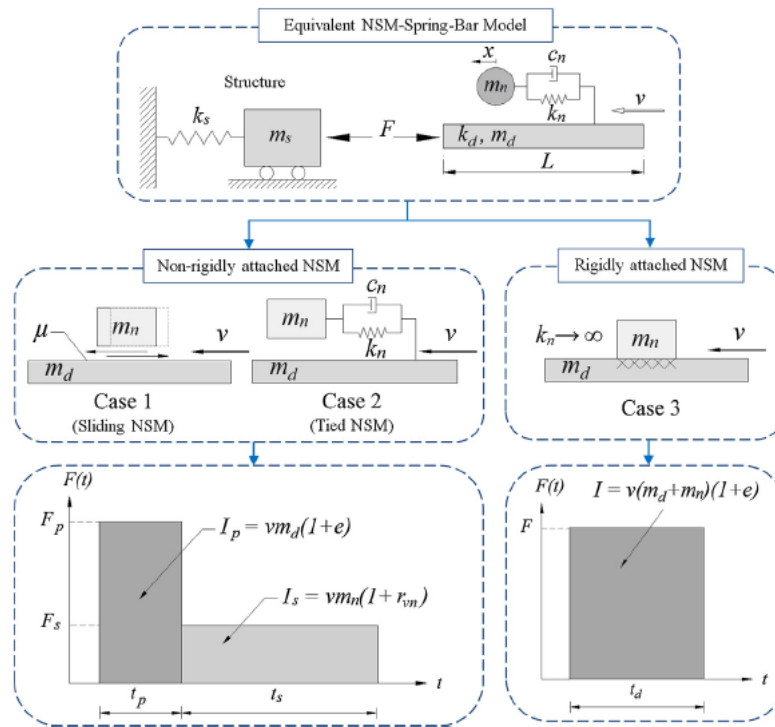 Equivalent NSM-Spring-Bar Model
Structure
k_s
m_s
F
x
m_n
c_n
k_n
v
k_d, m_d
L
Non-rigidly attached NSM
Rigidly attached NSM
μ
m_n
v
m_d
Case 1
(Sliding NSM)
m_n
c_n
k_n
v
m_d
Case 2
(Tied NSM)
k_n→∞
m_n
v
m_d
Case 3
F(t)
F_p
F_s
I_p = vm_d(1+e)
I_s = vm_n(1+r_vn)
t_p
t_s
t
F(t)
F
I = v(m_d+m_n)(1+e)
t_d
t